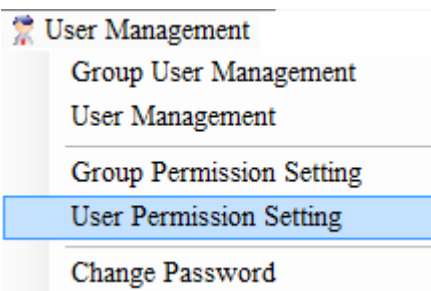 User Management
Group User Management
User Management
Group Permission Setting
User Permission Setting
Change Password